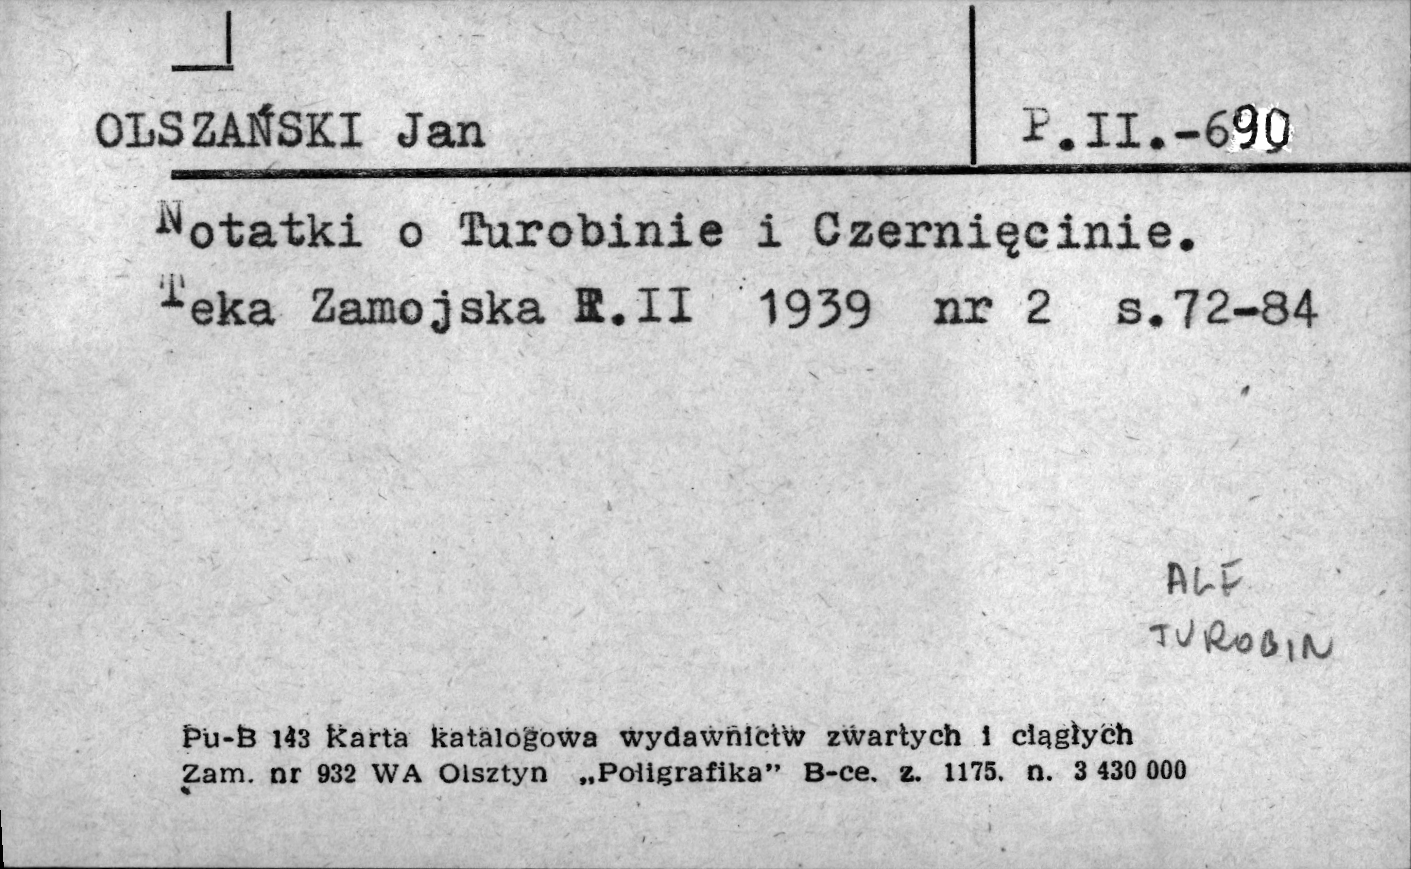 OLSZAŃSKI Jan
P.II.-690
Notatki o Turobinie i Czernięcinie.
Teka Zamojska R.II 1939 nr 2 s.72-84
ALF
TUROBIN
Pu-B 143 Karta katalogowa wydawnictw zwartych i ciągłych
Zam. nr 932 WA Olsztyn „Poligrafika” B-ce. z. 1175. n. 3 430 000